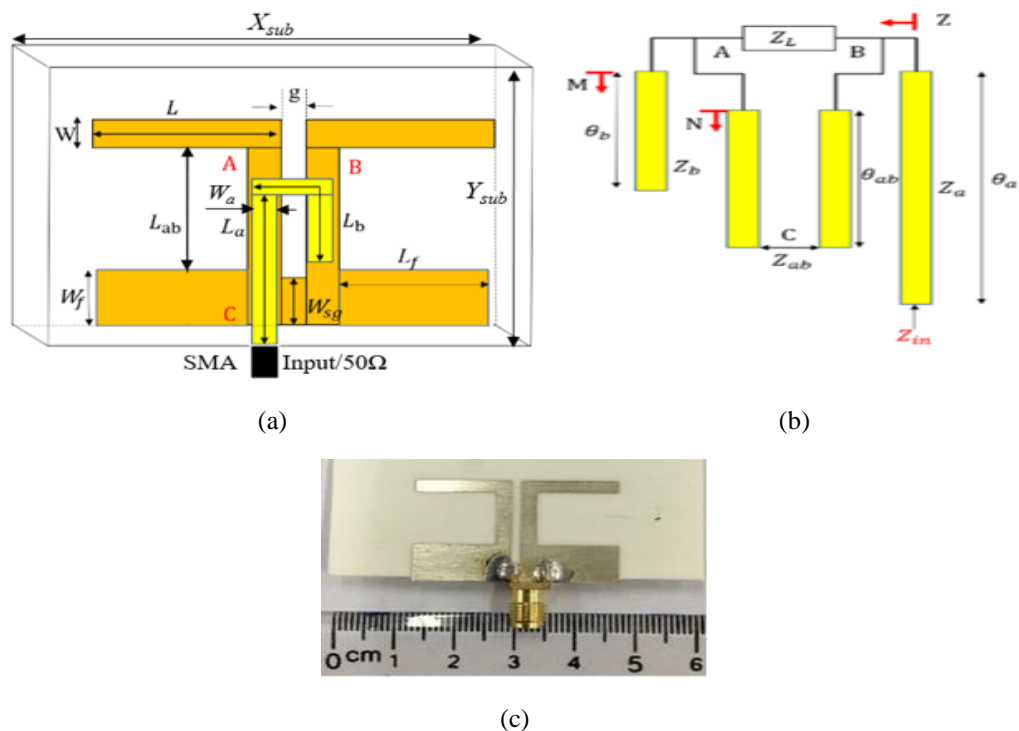 X_sub
g
L
W
A
B
W_a
L_ab
L_a
L_b
Y_sub
L_f
W_f
C
W_sg
SMA
Input/50Ω
(a)
Z
Z_L
A
B
M
N
θ_b
Z_b
θ_ab
Z_a
θ_a
C
Z_ab
Z_in
(b)
0 cm 1 2 3 4 5 6
(c)